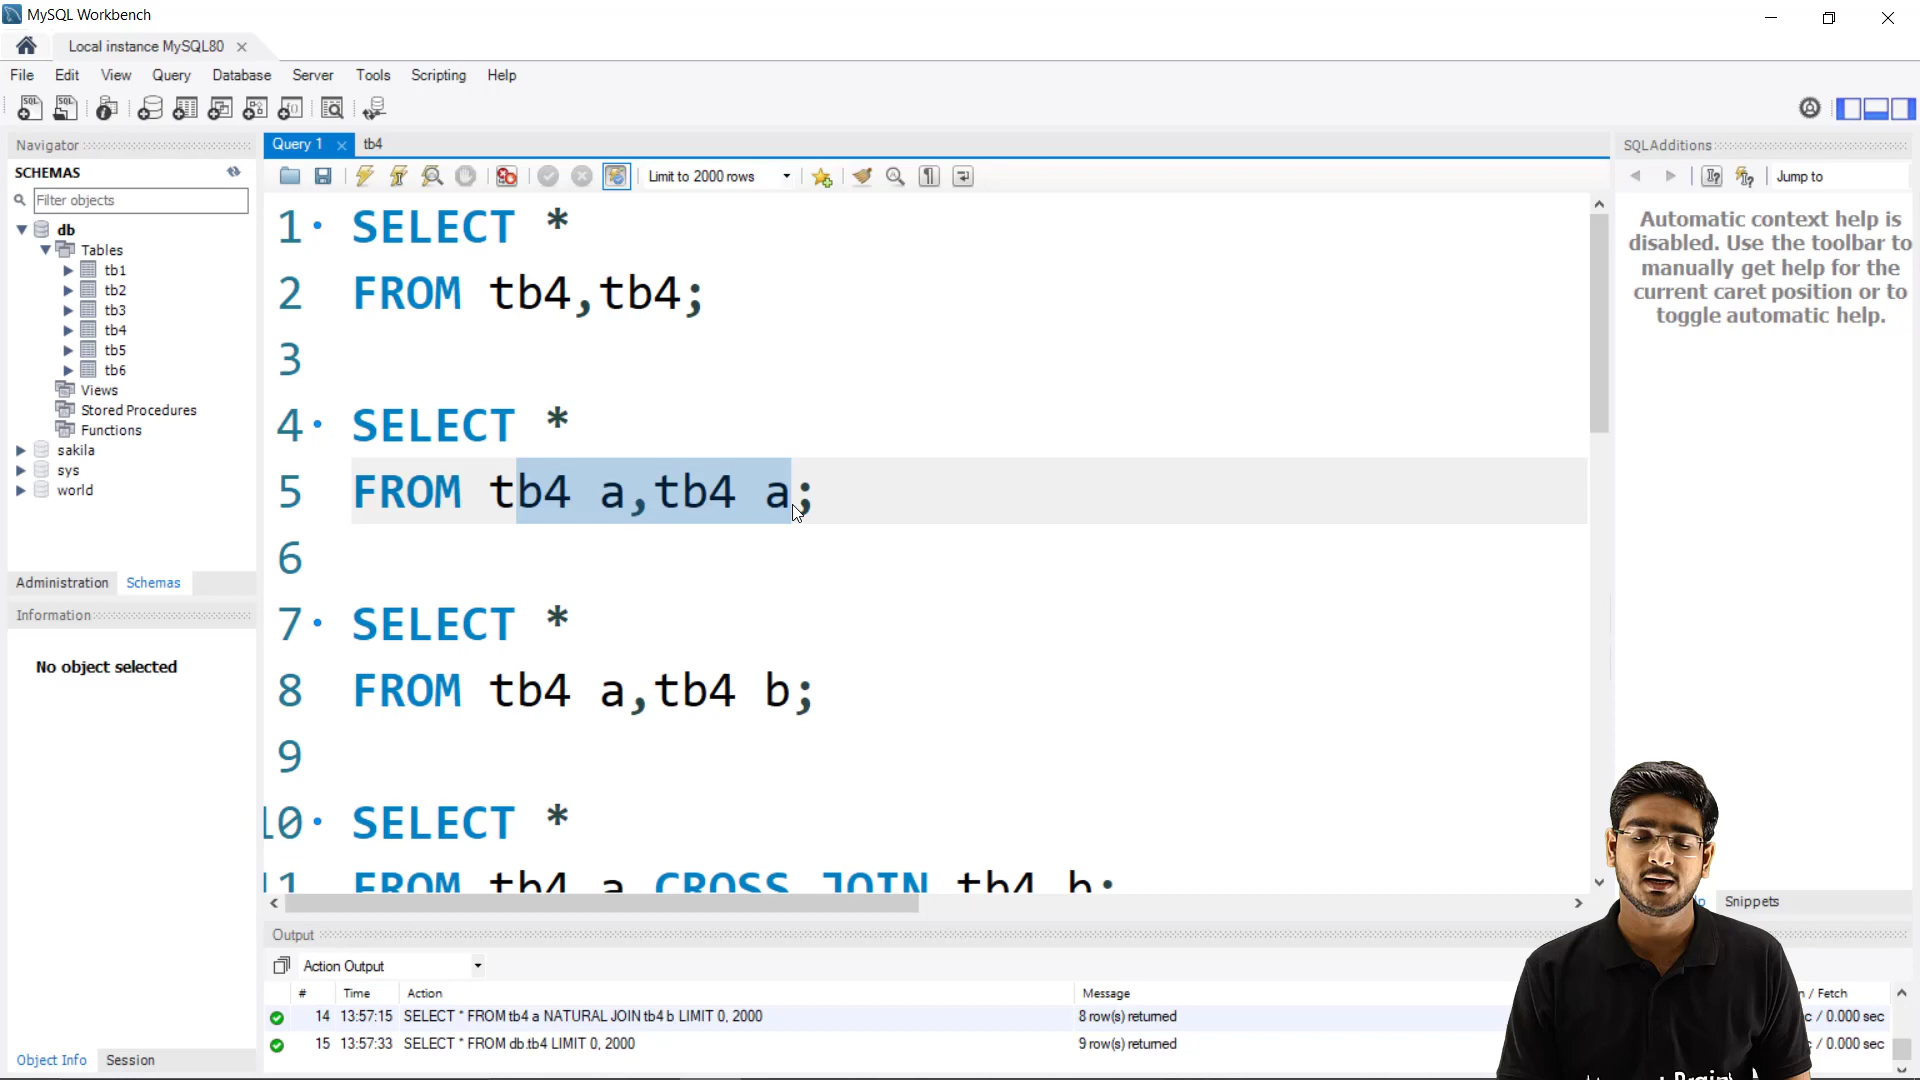 MySQL Workbench
Local instance MySQL80
File Edit View Query Database Server Tools Scripting Help
Navigator
SCHEMAS
Filter objects
db
Tables
tb1
tb2
tb3
tb4
tb5
tb6
Views
Stored Procedures
Functions
sakila
sys
world
Administration Schemas
Information
No object selected
Object Info Session
Query 1 tb4
Limit to 2000 rows
1 SELECT *
2 FROM tb4,tb4;
3
4 SELECT *
5 FROM tb4 a,tb4 a;
6
7 SELECT *
8 FROM tb4 a,tb4 b;
9
10 SELECT *
11 FROM tb4 a CROSS JOIN tb4 b;
Output
Action Output
# Time Action Message / Fetch
14 13:57:15 SELECT * FROM tb4 a NATURAL JOIN tb4 b LIMIT 0, 2000 8 row(s) returned / 0.000 sec
15 13:57:33 SELECT * FROM db.tb4 LIMIT 0, 2000 9 row(s) returned / 0.000 sec
SQLAdditions
Jump to
Automatic context help is
disabled. Use the toolbar to
manually get help for the
current caret position or to
toggle automatic help.
Snippets